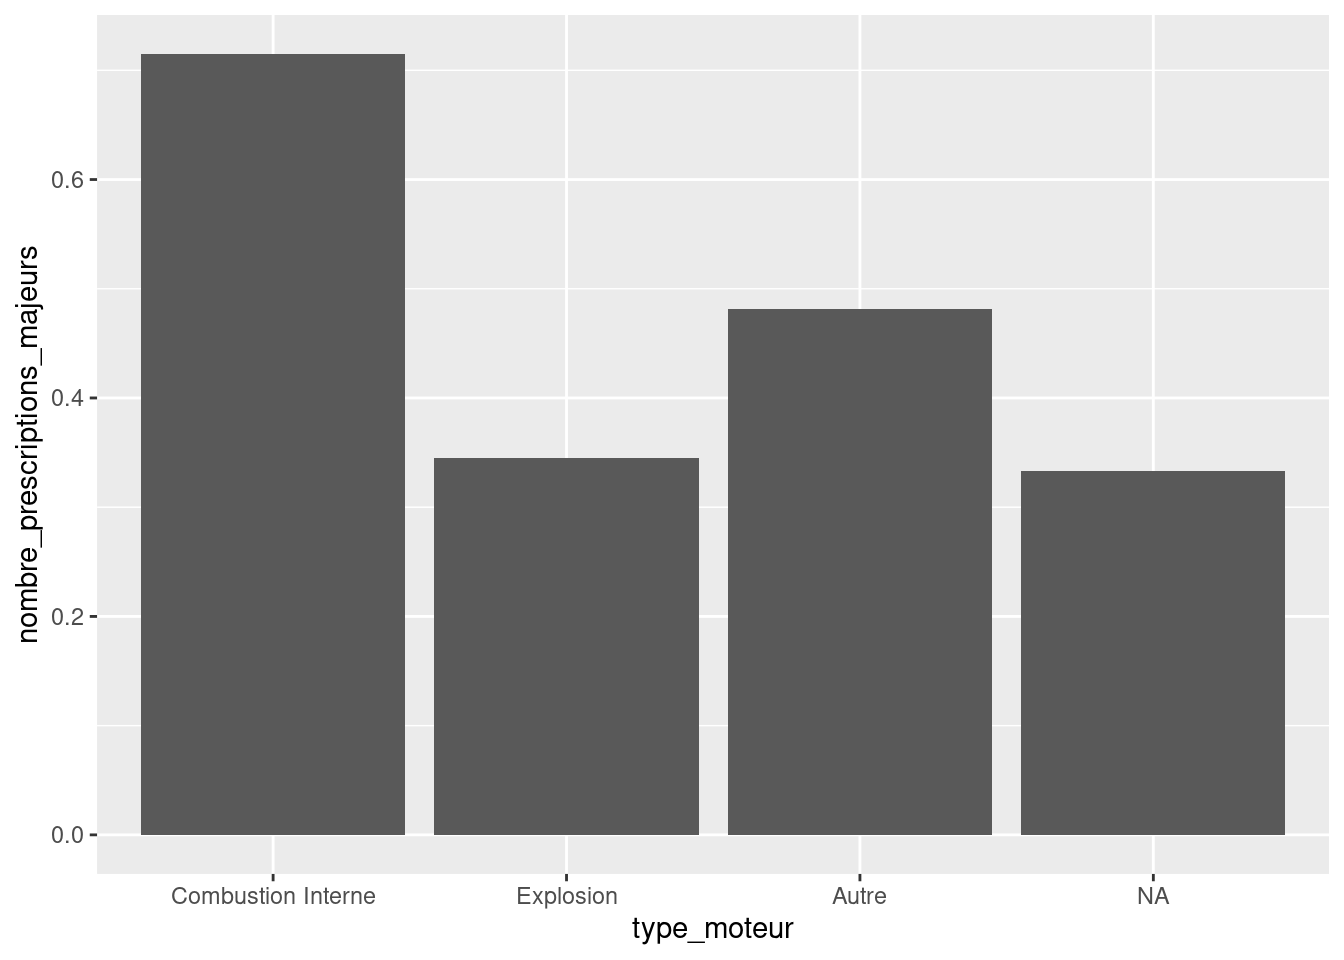 nombre_prescriptions_majeurs
0.6
0.4
0.2
0.0
Combustion Interne
Explosion
Autre
NA
type_moteur